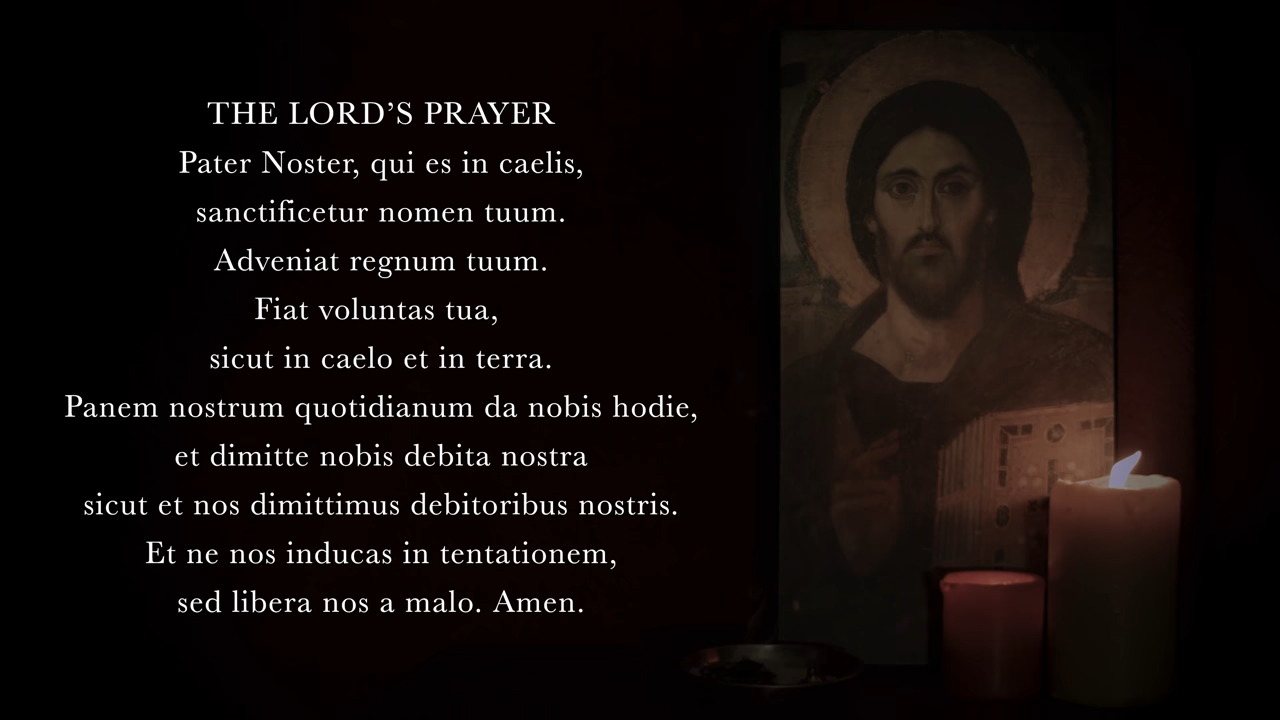 THE LORD’S PRAYER
Pater Noster, qui es in caelis,
sanctificetur nomen tuum.
Adveniat regnum tuum.
Fiat voluntas tua,
sicut in caelo et in terra.
Panem nostrum quotidianum da nobis hodie,
et dimitte nobis debita nostra
sicut et nos dimittimus debitoribus nostris.
Et ne nos inducas in tentationem,
sed libera nos a malo. Amen.